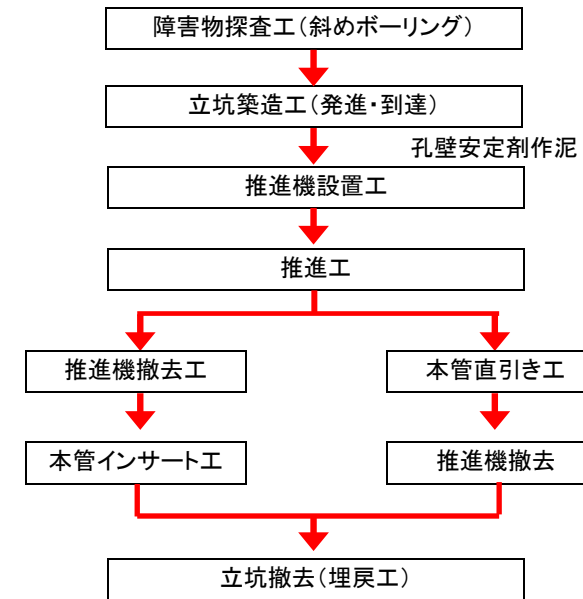 障害物探査工(斜めボーリング)
立坑築造工(発進・到達)
孔壁安定剤作泥
推進機設置工
推進工
推進機撤去工
本管直引き工
本管インサート工
推進機撤去
立坑撤去(埋戻工)